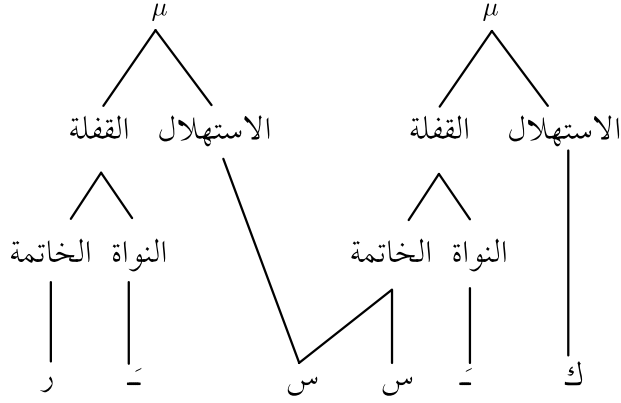 μ μ
الاستهلال القفلة الاستهلال القفلة
النواة الخاتمة النواة الخاتمة
ك ـَ س س ـَ ر